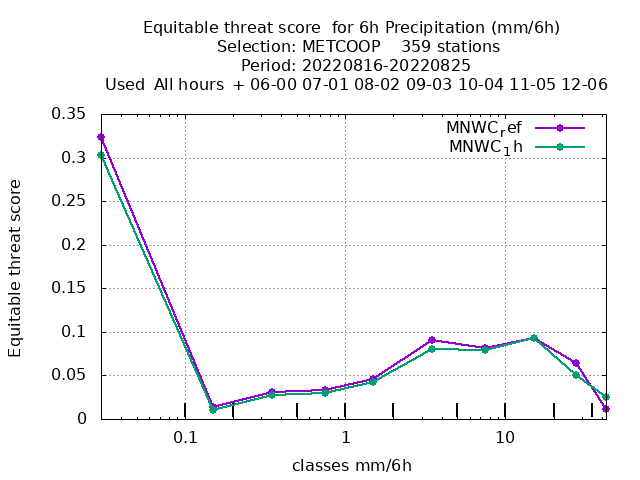 Equitable threat score  for 6h Precipitation (mm/6h)
Selection: METCOOP    359 stations
Period: 20220816-20220825
Used  All hours  + 06-00 07-01 08-02 09-03 10-04 11-05 12-06
MNWCref
MNWC1h
0.35
0.3
0.25
0.2
0.15
0.1
0.05
0
Equitable threat score
0.1
1
10
classes mm/6h